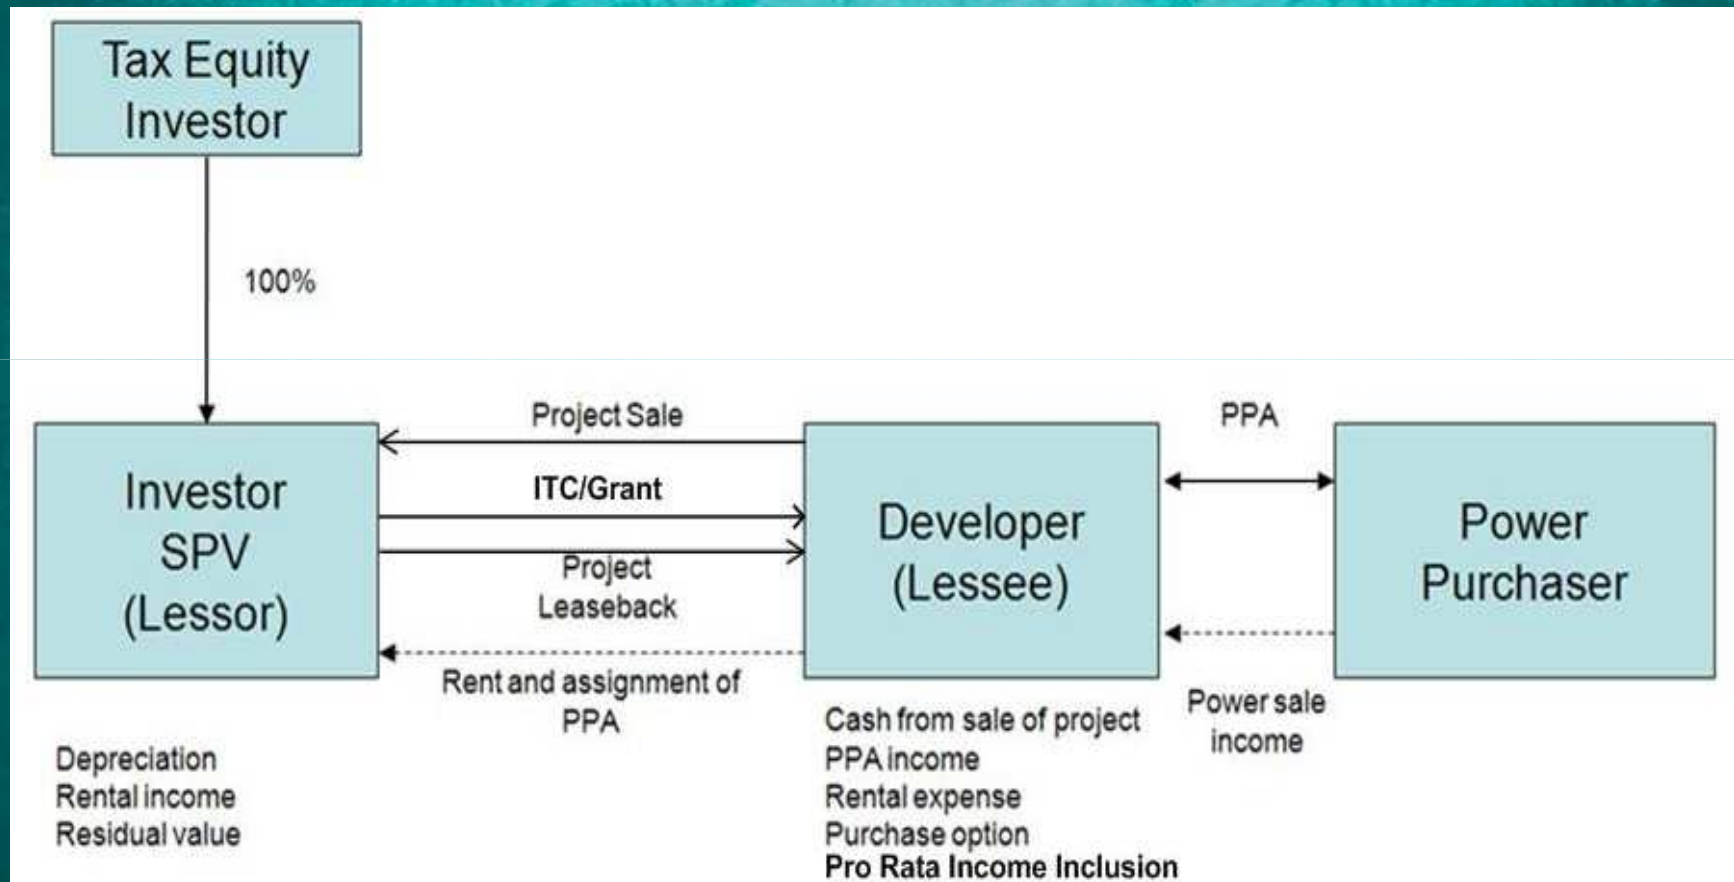 Tax Equity
Investor
100%
Project Sale
PPA
ITC/Grant
Investor
SPV
(Lessor)
Developer
(Lessee)
Power
Purchaser
Project
Leaseback
Rent and assignment of
PPA
Power sale
income
Depreciation
Rental income
Residual value
Cash from sale of project
PPA income
Rental expense
Purchase option
Pro Rata Income Inclusion